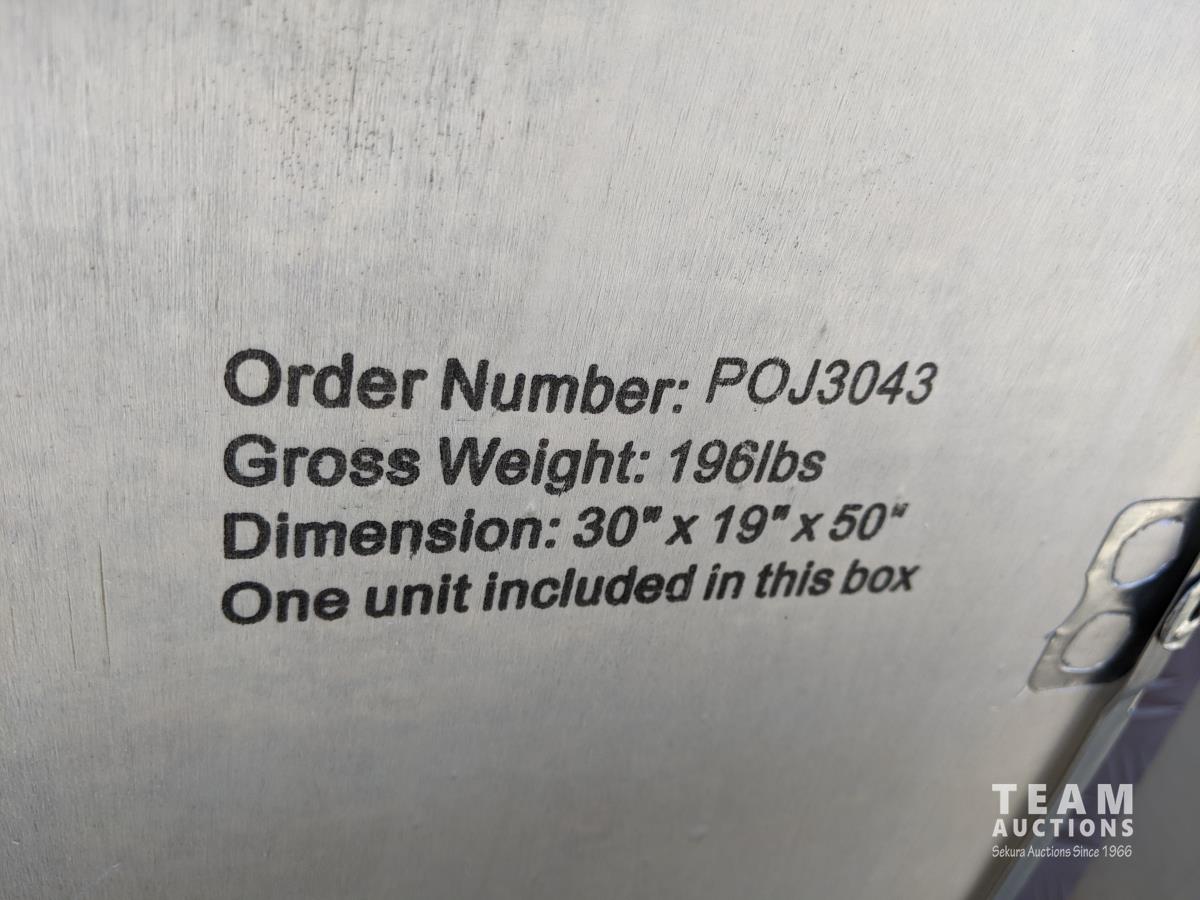 Order Number: POJ3043
Gross Weight: 196lbs
Dimension: 30" x 19" x 50"
One unit included in this box
TEAM
AUCTIONS
Sekura Auctions Since 1966